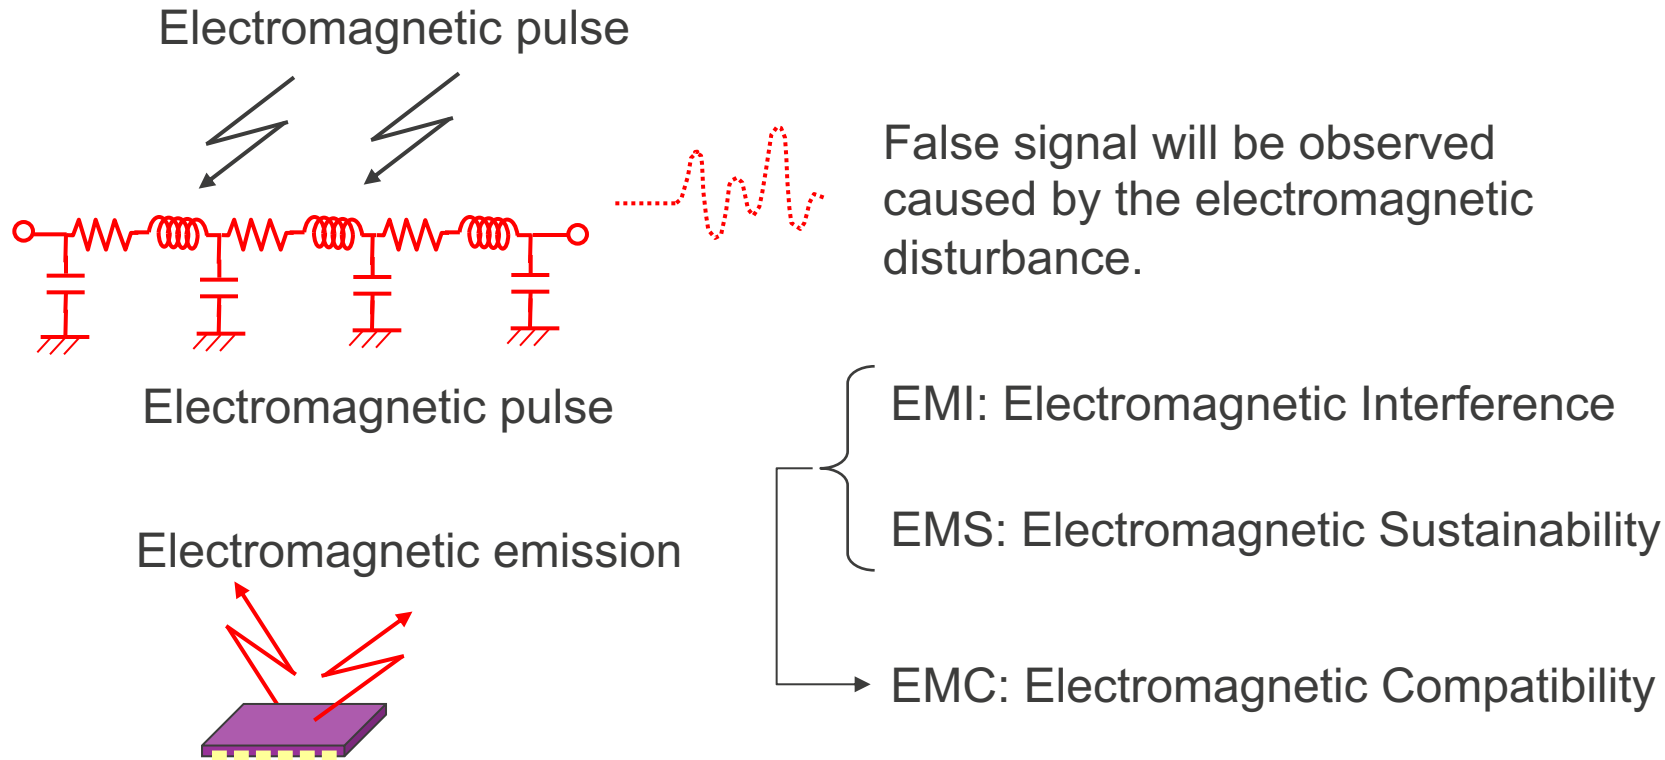 Electromagnetic pulse
False signal will be observed
caused by the electromagnetic
disturbance.
Electromagnetic pulse
EMI: Electromagnetic Interference
EMS: Electromagnetic Sustainability
Electromagnetic emission
EMC: Electromagnetic Compatibility